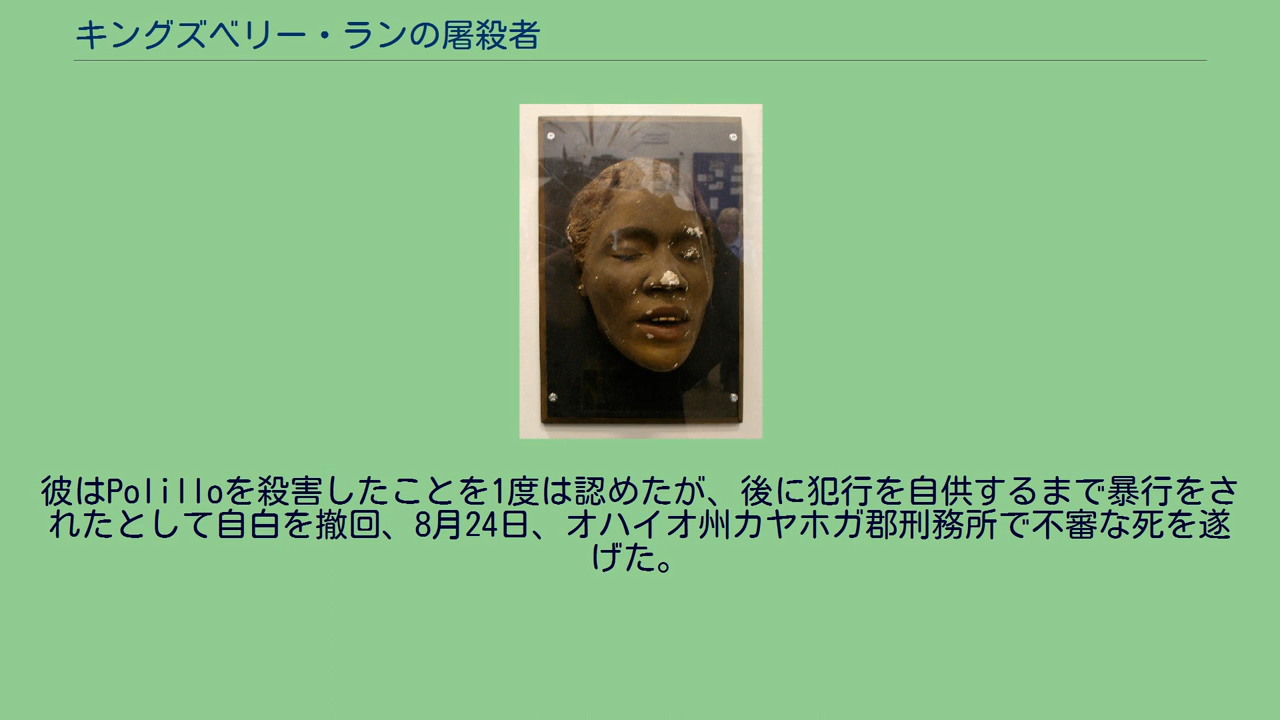 キングズベリー・ランの屠殺者
彼はPolilloを殺害したことを1度は認めたが、後に犯行を自供するまで暴行をさ
れたとして自白を撤回、8月24日、オハイオ州カヤホガ郡刑務所で不審な死を遂
げた。